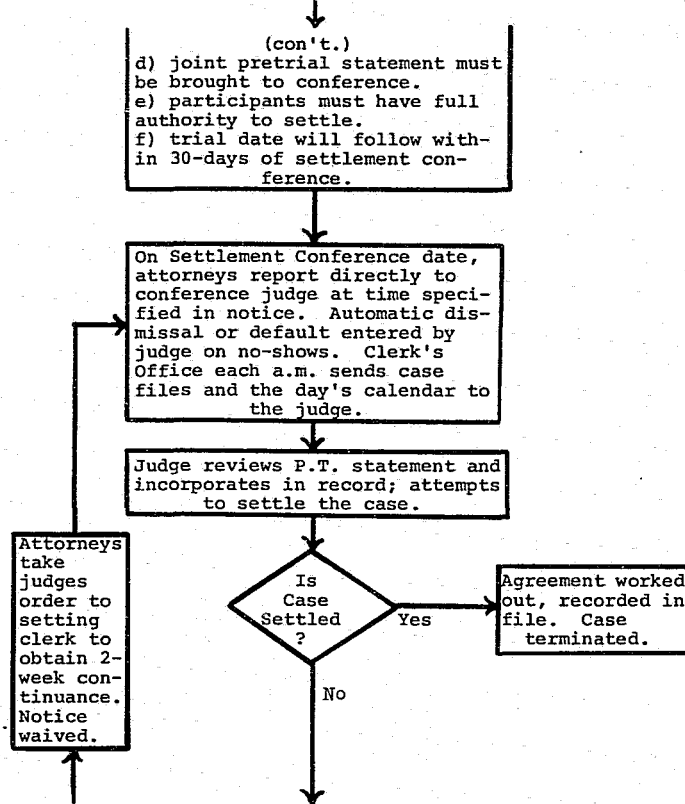 (con't.)
d) joint pretrial statement must
be brought to conference.
e) participants must have full
authority to settle.
f) trial date will follow with-
in 30-days of settlement con-
ference.
On Settlement Conference date,
attorneys report directly to
conference judge at time speci-
fied in notice. Automatic dis-
missal or default entered by
judge on no-shows. Clerk's
Office each a.m. sends case
files and the day's calendar to
the judge.
Judge reviews P.T. statement and
incorporates in record; attempts
to settle the case.
Is
Case
Settled
?
Yes
Agreement worked
out, recorded in
file. Case
terminated.
No
Attorneys
take
judges
order to
setting
clerk to
obtain 2-
week con-
tinuance.
Notice
waived.